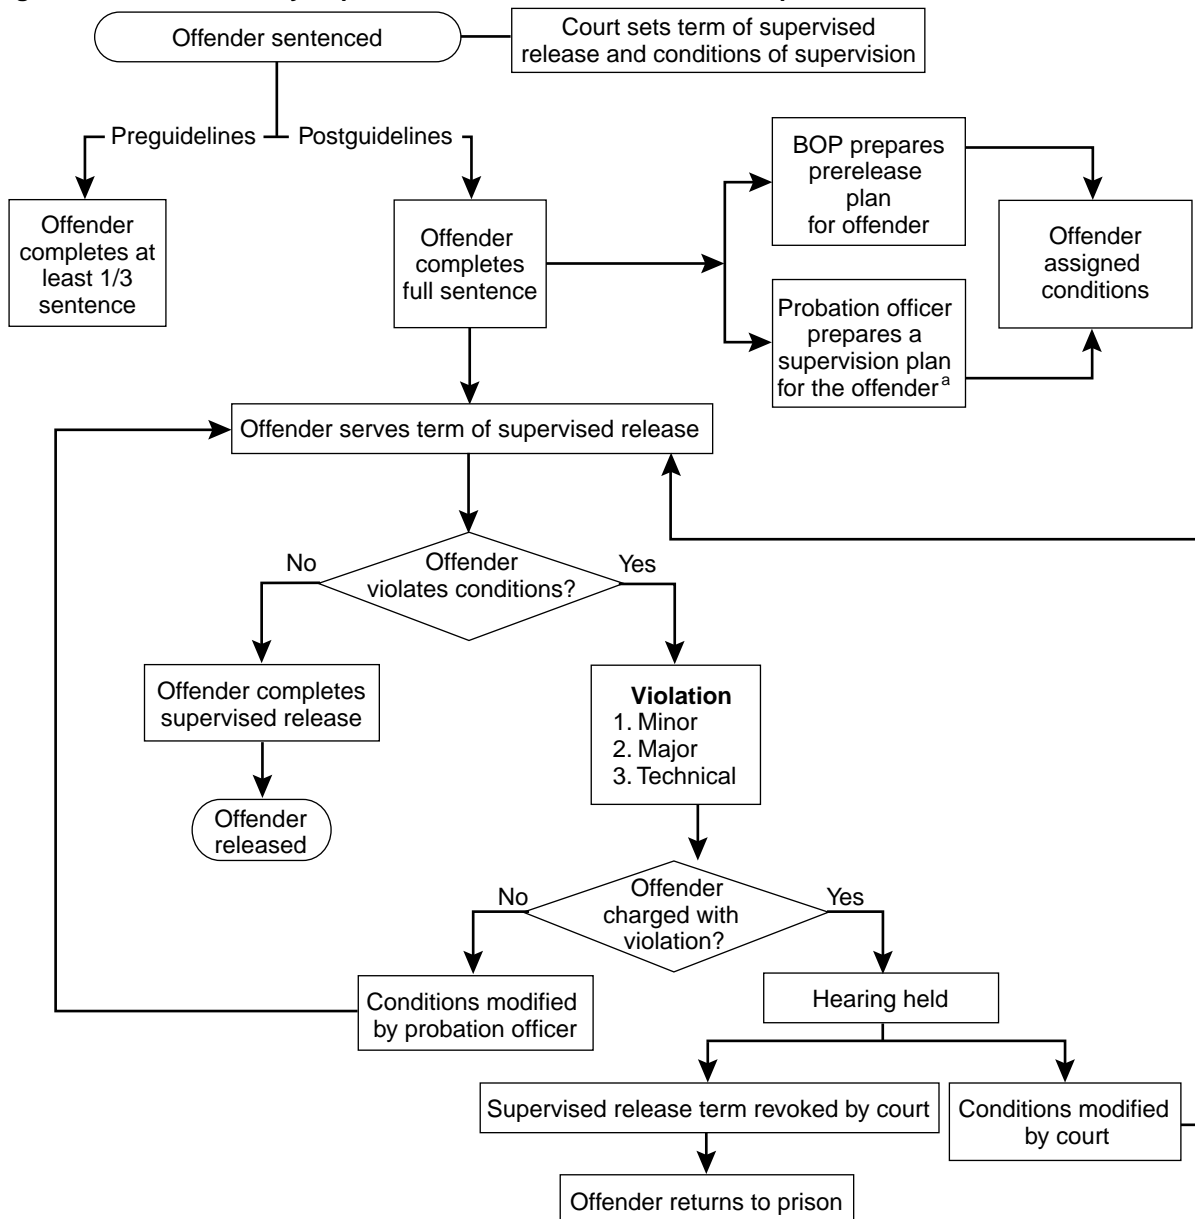 Offender sentenced
Court sets term of supervised
release and conditions of supervision
Preguidelines
Postguidelines
Offender
completes at
least 1/3
sentence
Offender
completes
full sentence
BOP prepares
prerelease
plan
for offender
Probation officer
prepares a
supervision plan
for the offender a
Offender
assigned
conditions
Offender serves term of supervised release
Offender
violates conditions?
No
Yes
Offender completes
supervised release
Offender
released
Violation
1. Minor
2. Major
3. Technical
Offender
charged with
violation?
No
Yes
Conditions modified
by probation officer
Hearing held
Supervised release term revoked by court
Conditions modified
by court
Offender returns to prison